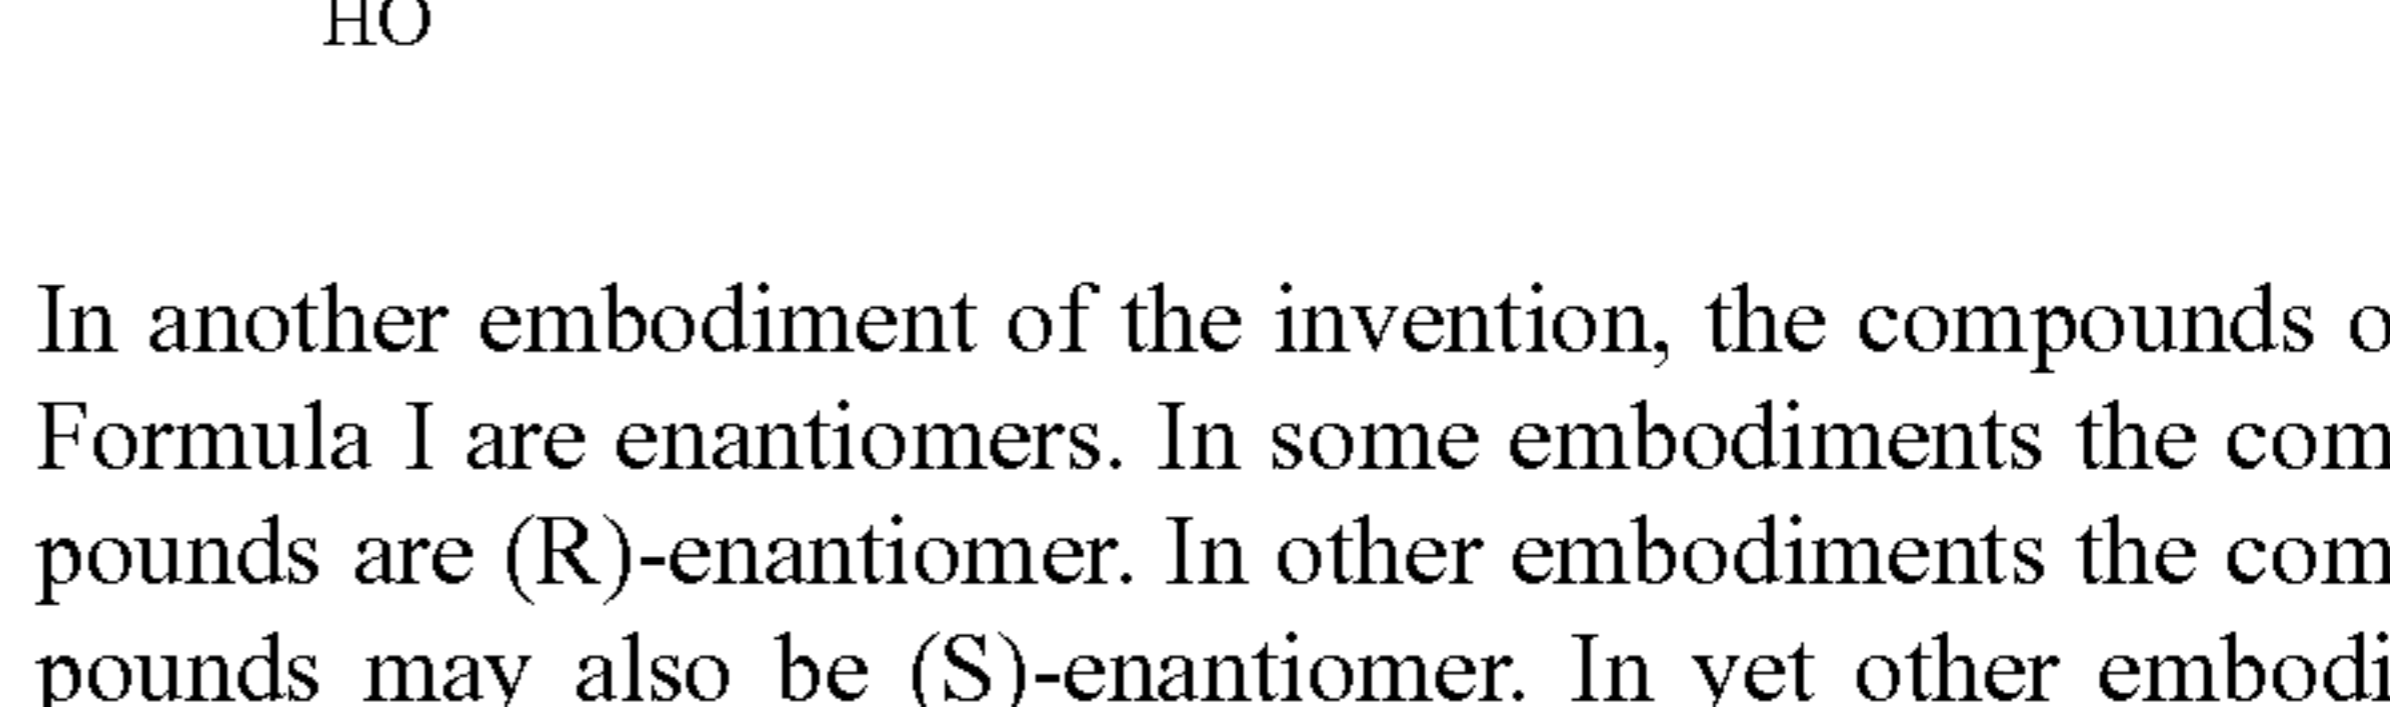 HO
In another embodiment of the invention, the compounds o
Formula I are enantiomers. In some embodiments the com
pounds are (R)-enantiomer. In other embodiments the com
pounds may also be (S)-enantiomer. In yet other embodi